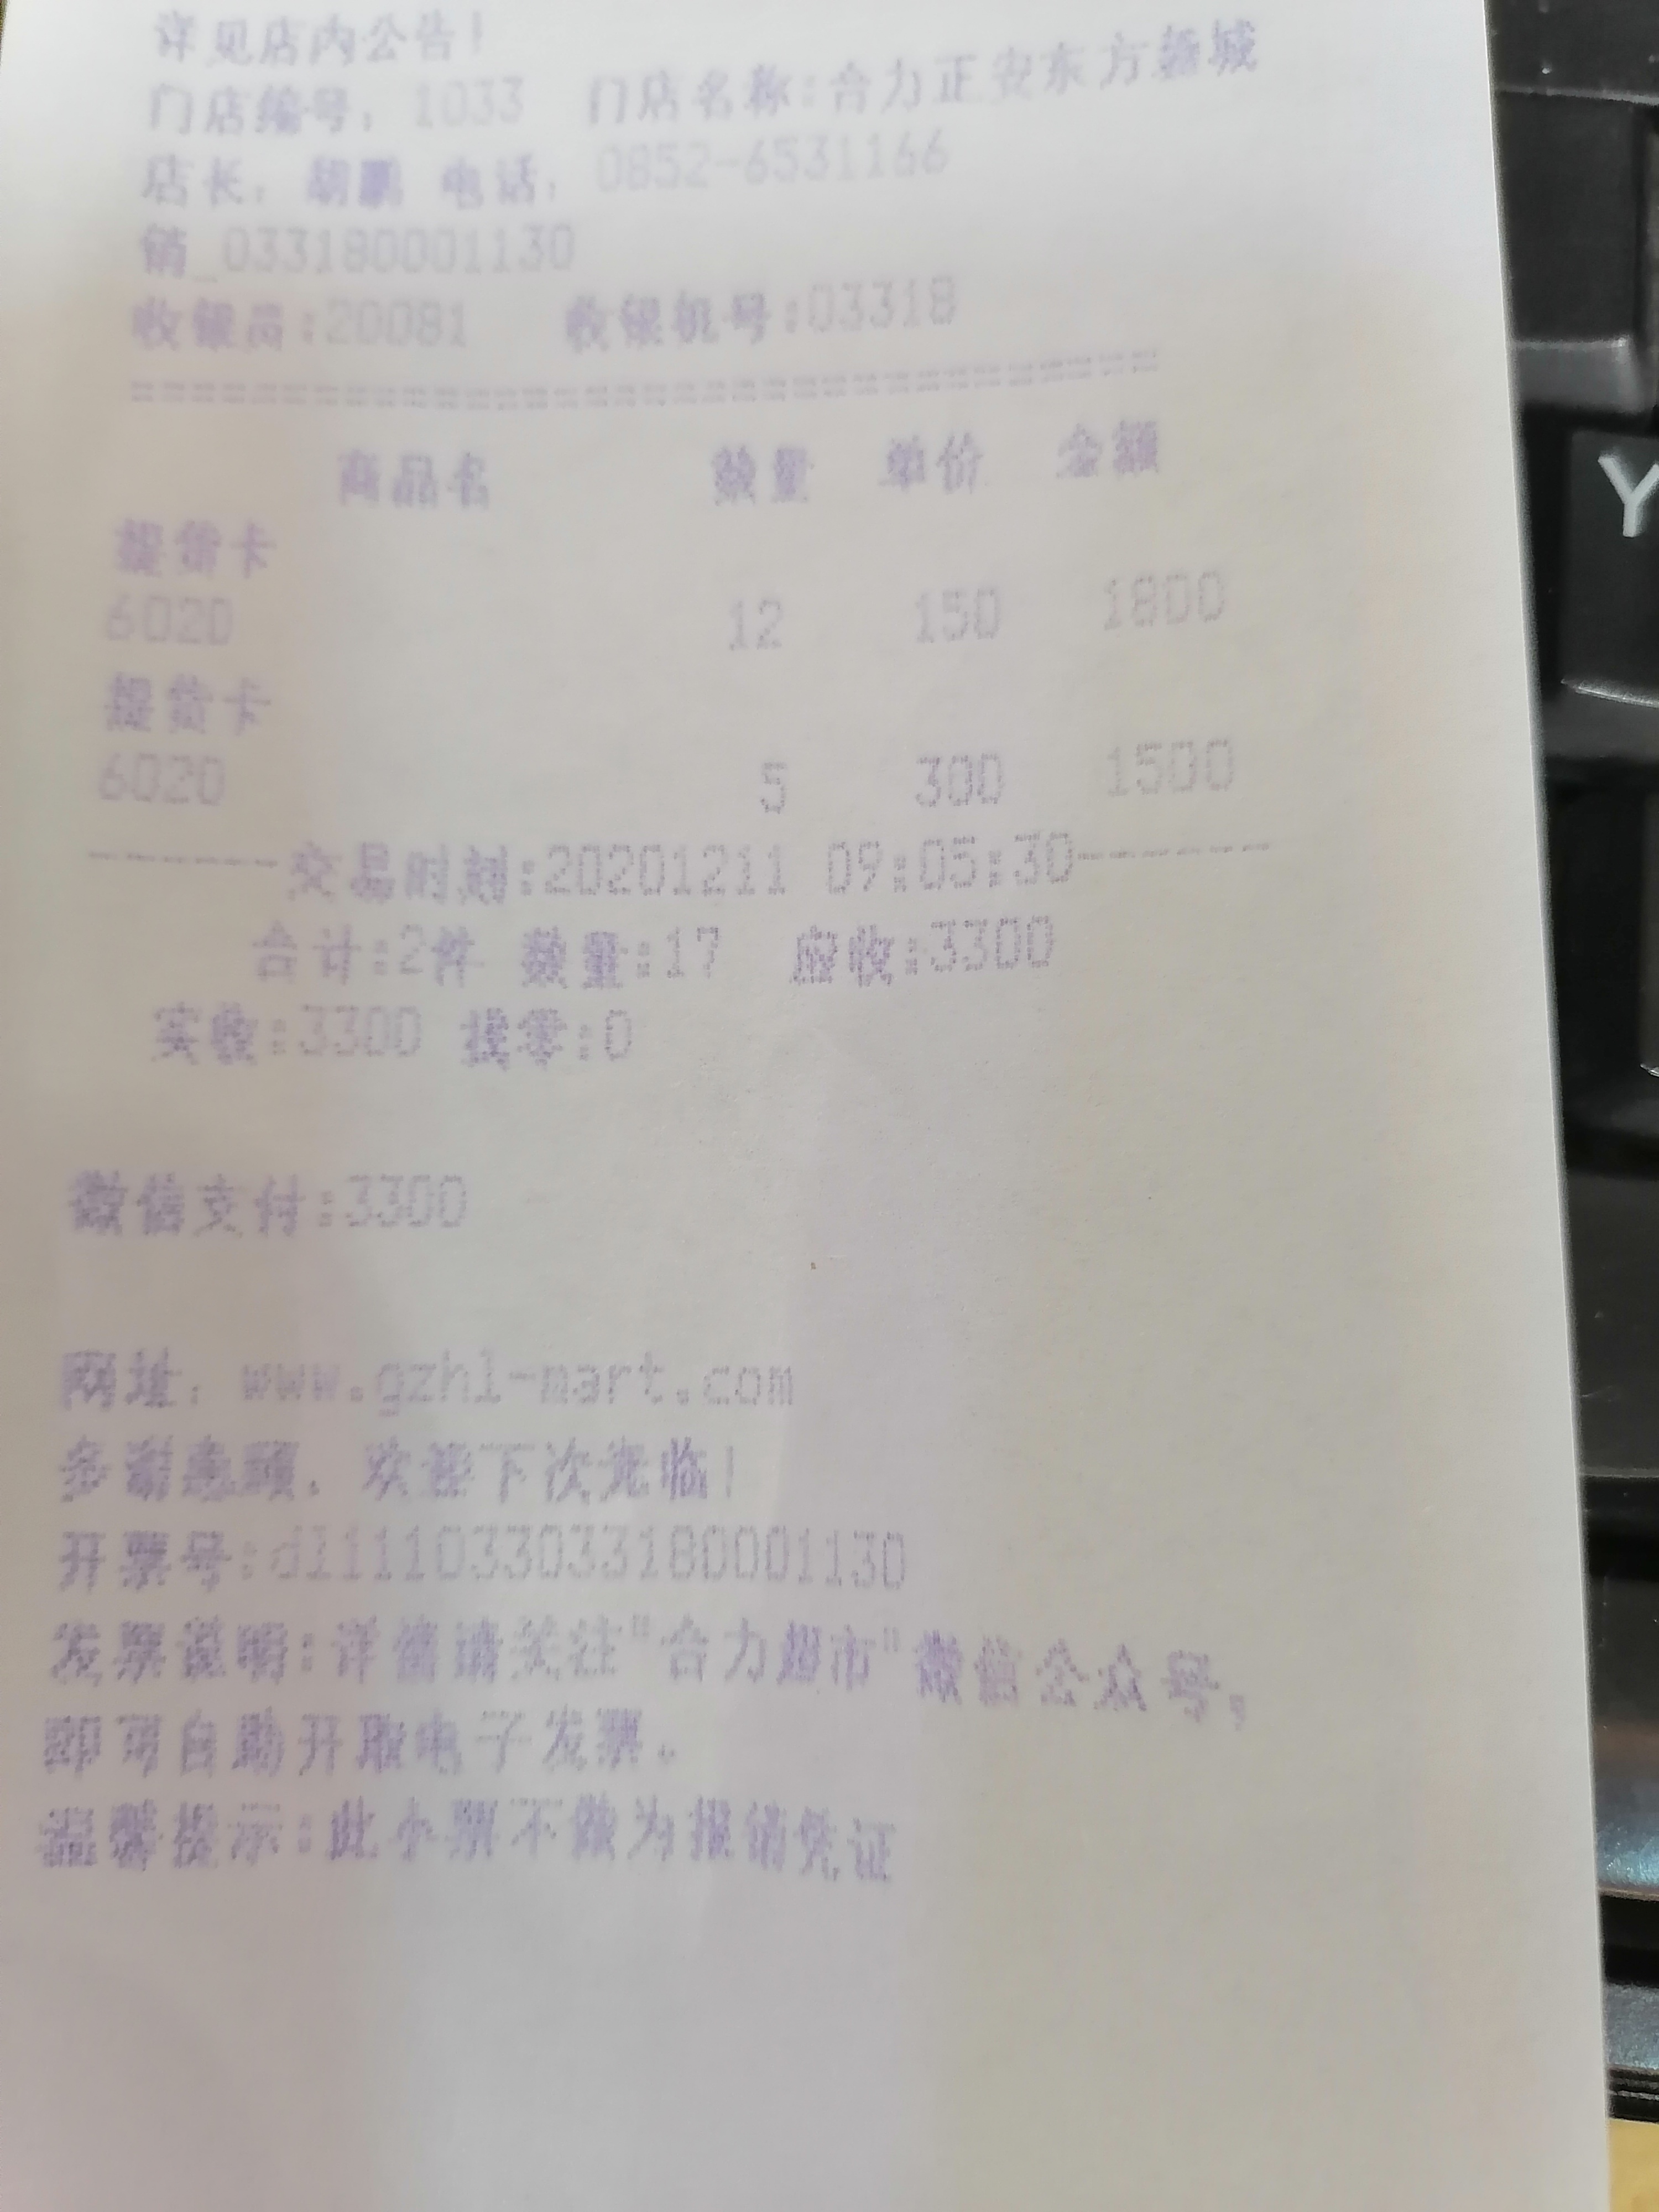 详见店内公告!
门店编号: 1033 门店名称:合力正安东方新城
店长: 胡鹏 电话: 0852-6531166
销_033180001130
收银员:20081 收银机号:03318
商品名 数量 单价 金额
提货卡
6020 12 150 1800
提货卡
6020 5 300 1500
------交易时刻:20201211 09:05:30-------
合计:2件 数量:17 应收:3300
实收:3300 找零:0
微信支付:3300
网址: www.gzhl-mart.com
多谢惠顾, 欢迎下次光临!
开票号:dl1111033033180001130
发票说明:详情请关注"合力超市"微信公众号,
即可自助开取电子发票。
温馨提示:此小票不做为报销凭证
Y